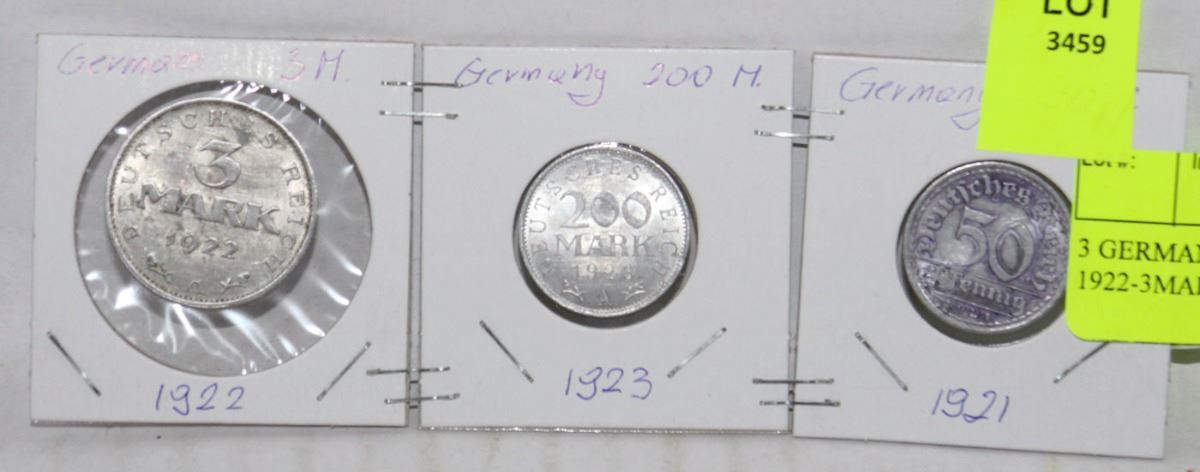 German 3 M.
DEUTSCHES REICH
3
MARK
1922
1922
Germany 200 M.
DEUTSCHES REICH
200
MARK
1923
J
1923
Germany
Deutsches
50
Pfennig
1921
LOT
3459
Lot #:
3 GERMAN
1922-3MAR